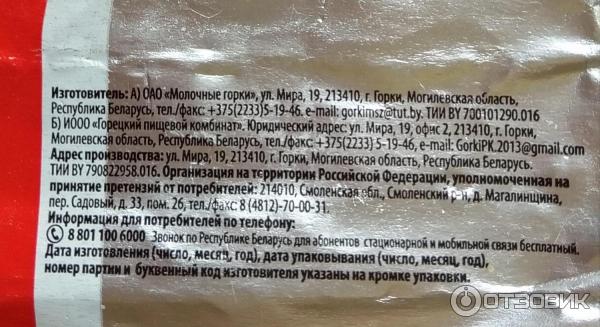 Изготовитель: А) ОАО «Молочные горки», ул. Мира, 19, 213410, г. Горки, Могилевская область,
Республика Беларусь, тел./факс: +375(2233)5-19-46. e-mail: gorkimsz@tut.by. ТИИ BY 700101290.016
Б) ИООО «Горецкий пищевой комбинат». Юридический адрес: ул. Мира, 19, офис 2, 213410, г. Горки,
Могилевская область, Республика Беларусь, тел./факс: +375(2233) 5-19-46, e-mail: GorkiPK.2013@gmail.com
Адрес производства: ул. Мира, 19, 213410, г. Горки, Могилевская область, Республика Беларусь.
ТИИ BY 790822958.016. Организация на территории Российской Федерации, уполномоченная на
принятие претензий от потребителей: 214010, Смоленская обл., Смоленский р-н, д. Магалинщина,
пер. Садовый, д. 33, пом. 26, тел./факс: 8 (4812)-70-00-31.
Информация для потребителей по телефону:
8 801 100 6000 Звонок по Республике Беларусь для абонентов стационарной и мобильной связи бесплатный.
Дата изготовления (число, месяц, год), дата упаковывания (число, месяц, год),
номер партии и буквенный код изготовителя указаны на кромке упаковки.
ОТЗОВИК